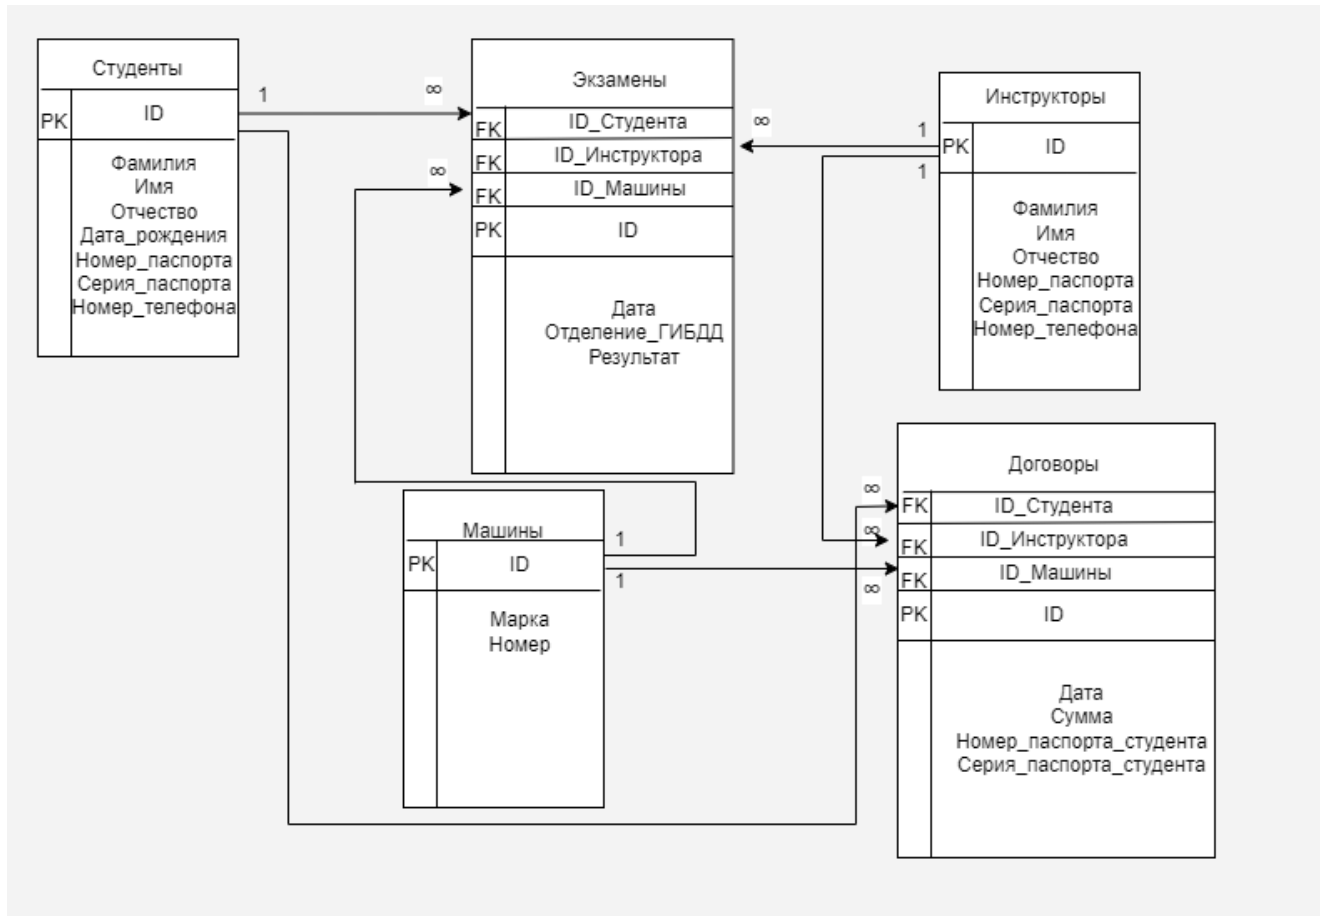 Студенты
PK
ID
Фамилия
Имя
Отчество
Дата_рождения
Номер_паспорта
Серия_паспорта
Номер_телефона
1
∞
Экзамены
FK
ID_Студента
FK
ID_Инструктора
FK
ID_Машины
PK
ID
Дата
Отделение_ГИБДД
Результат
∞
∞
1
1
Инструкторы
PK
ID
Фамилия
Имя
Отчество
Номер_паспорта
Серия_паспорта
Номер_телефона
Машины
PK
ID
Марка
Номер
1
1
∞
∞
∞
Договоры
FK
ID_Студента
FK
ID_Инструктора
FK
ID_Машины
PK
ID
Дата
Сумма
Номер_паспорта_студента
Серия_паспорта_студента